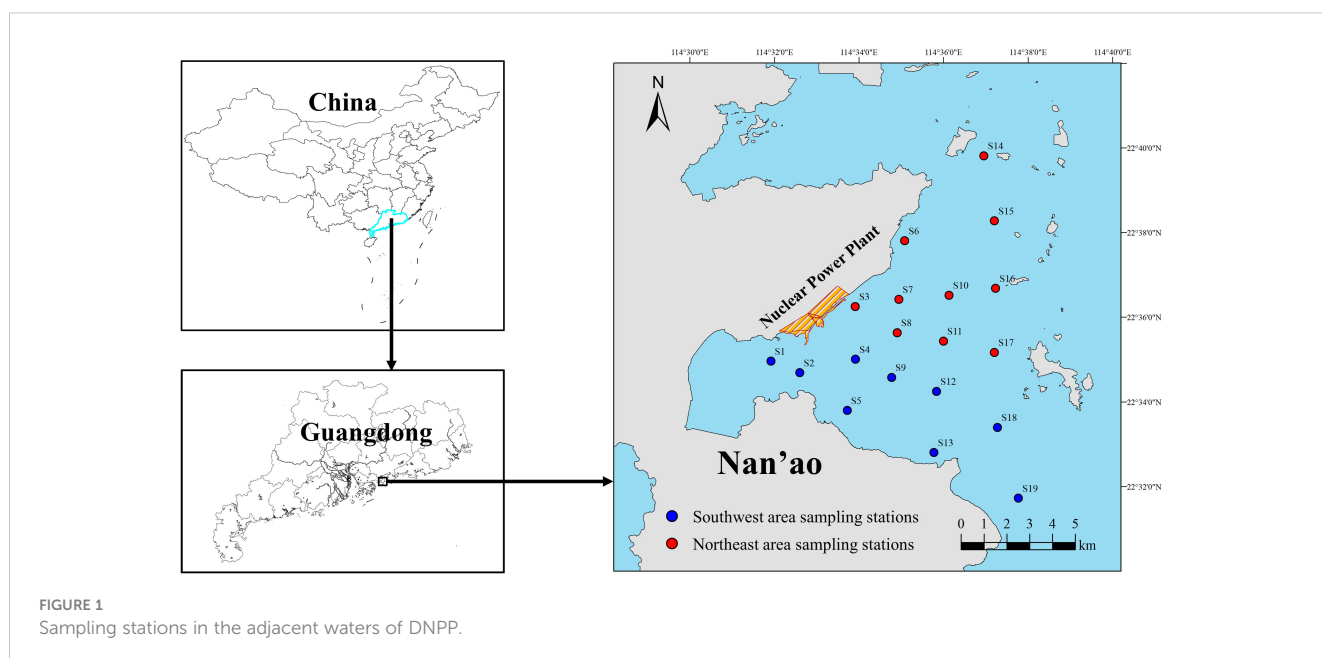 China
Guangdong
114°30'0"E
114°32'0"E
114°34'0"E
114°36'0"E
114°38'0"E
114°40'0"E
N
S14
22°40'0"N
S15
22°38'0"N
S6
Nuclear Power Plant
S16
S10
S7
S3
22°36'0"N
S8
S11
S17
S1
S4
S2
S9
S12
22°34'0"N
S5
S18
S13
Nan'ao
S19
22°32'0"N
Southwest area sampling stations
Northeast area sampling stations
0 1 2 3 4 5
km
FIGURE 1
Sampling stations in the adjacent waters of DNPP.